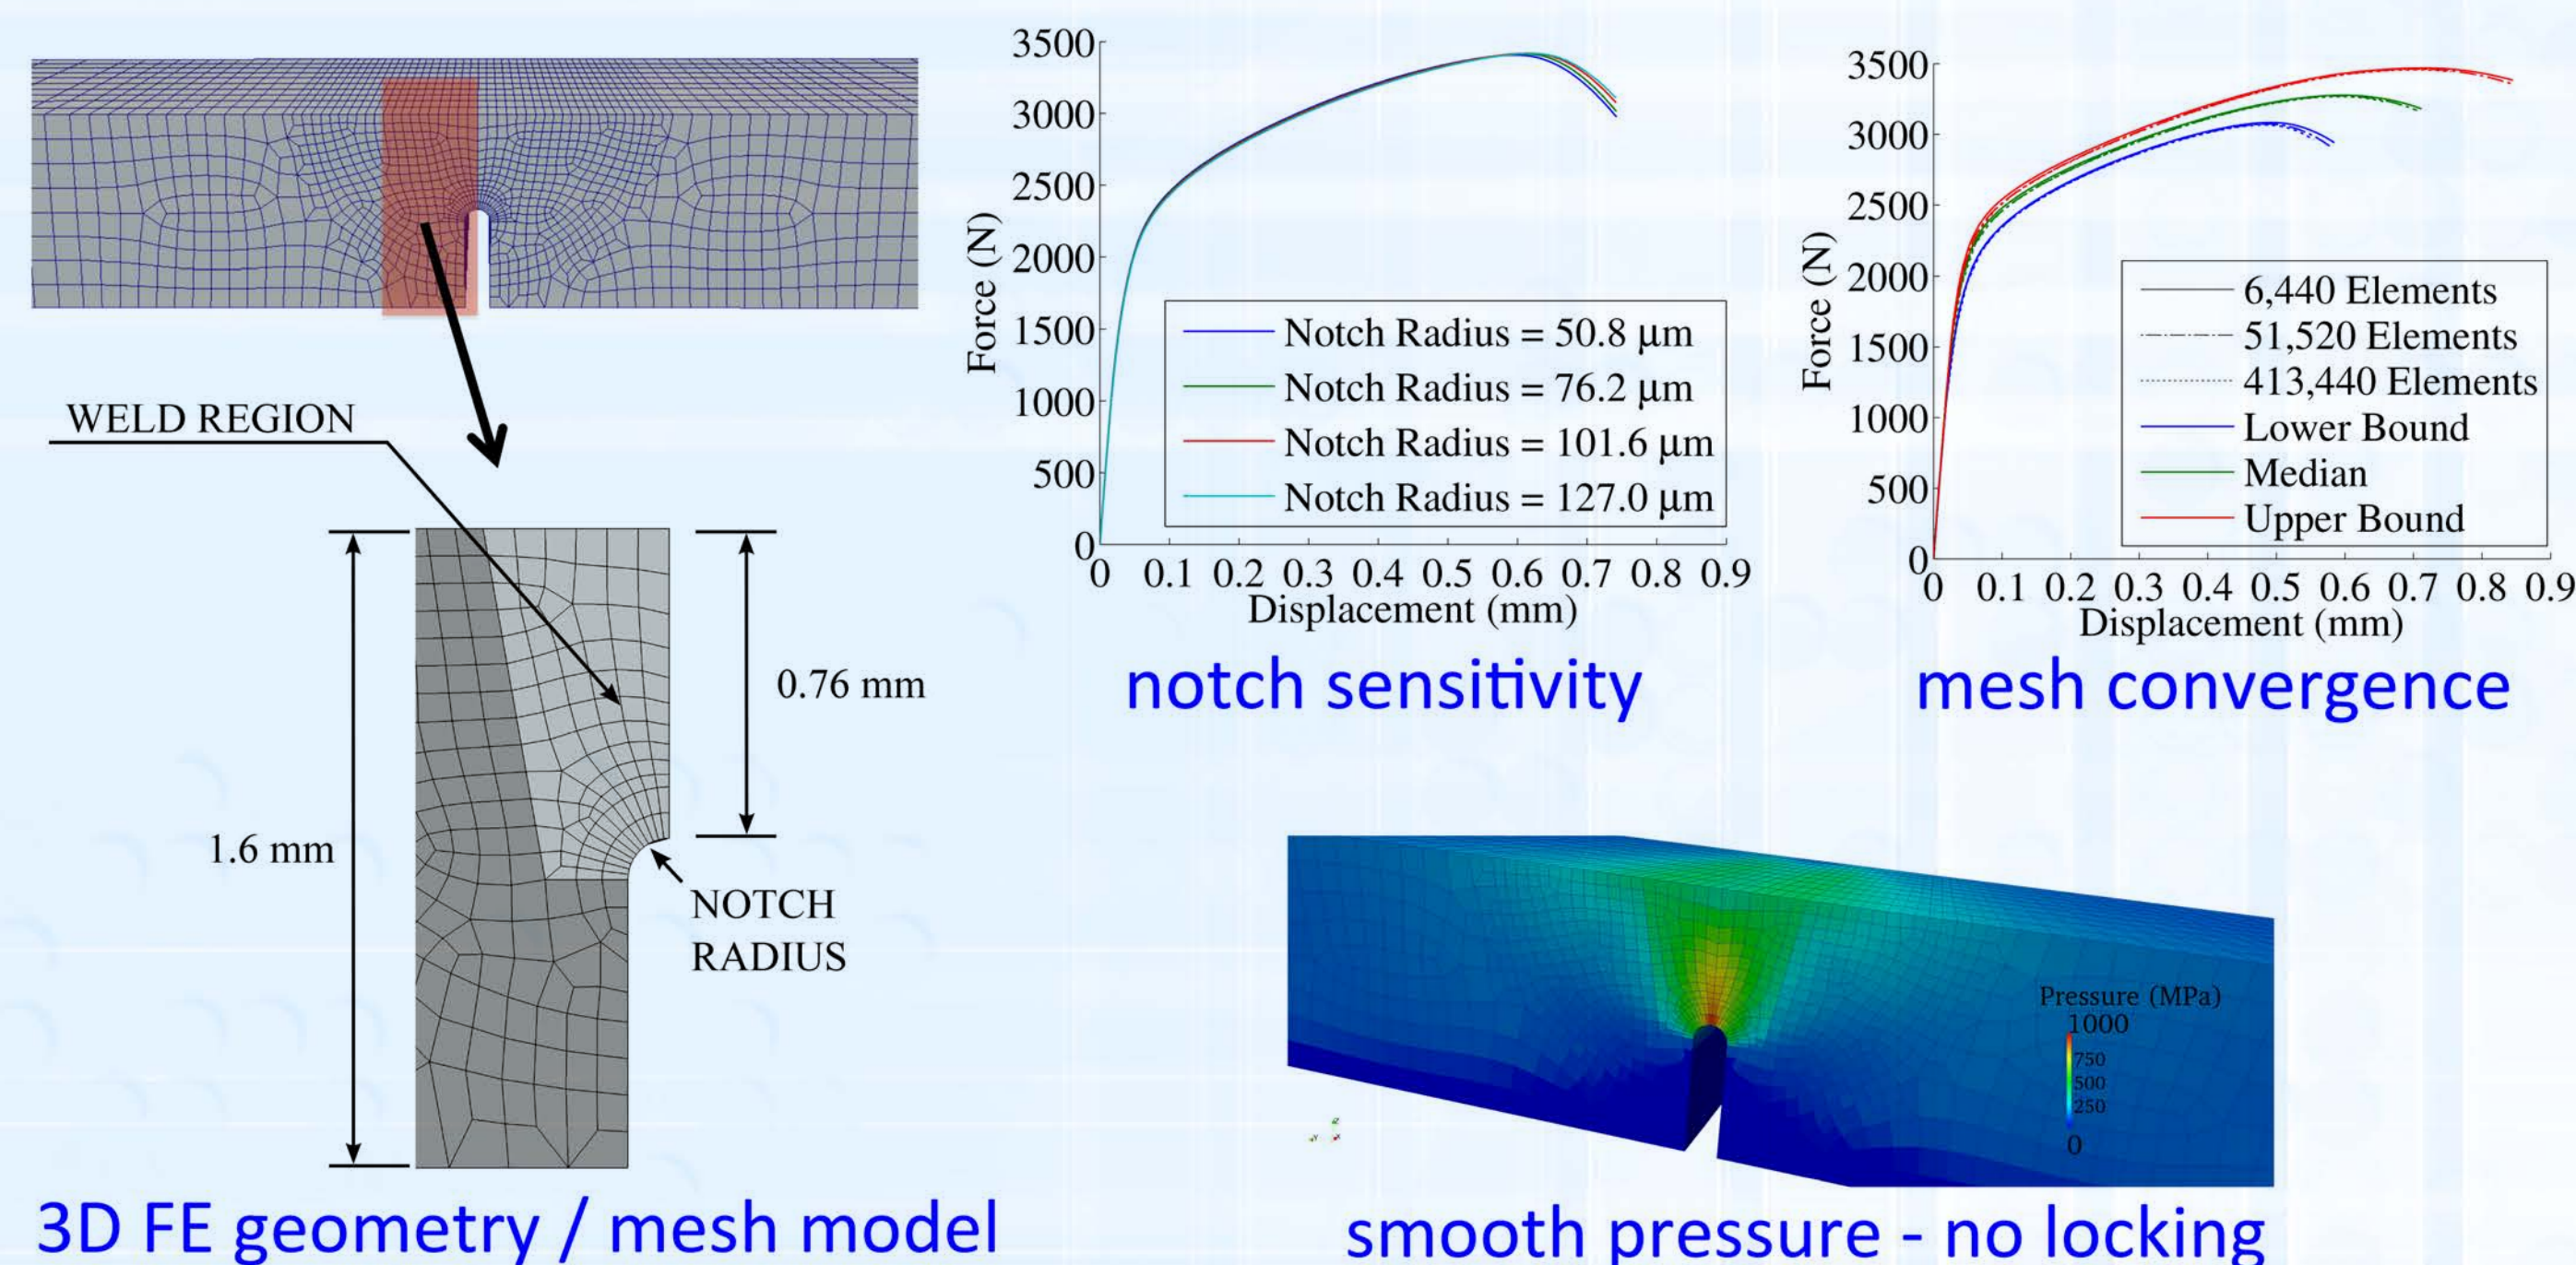 WELD REGION
1.6 mm
0.76 mm
NOTCH
RADIUS
3D FE geometry / mesh model
3500
3000
2500
2000
1500
1000
500
0
Force (N)
Notch Radius = 50.8 μm
Notch Radius = 76.2 μm
Notch Radius = 101.6 μm
Notch Radius = 127.0 μm
0 0.1 0.2 0.3 0.4 0.5 0.6 0.7 0.8 0.9
Displacement (mm)
notch sensitivity
3500
3000
2500
2000
1500
1000
500
0
Force (N)
6,440 Elements
51,520 Elements
413,440 Elements
Lower Bound
Median
Upper Bound
0 0.1 0.2 0.3 0.4 0.5 0.6 0.7 0.8 0.9
Displacement (mm)
mesh convergence
Pressure (MPa)
1000
750
500
250
0
smooth pressure - no locking